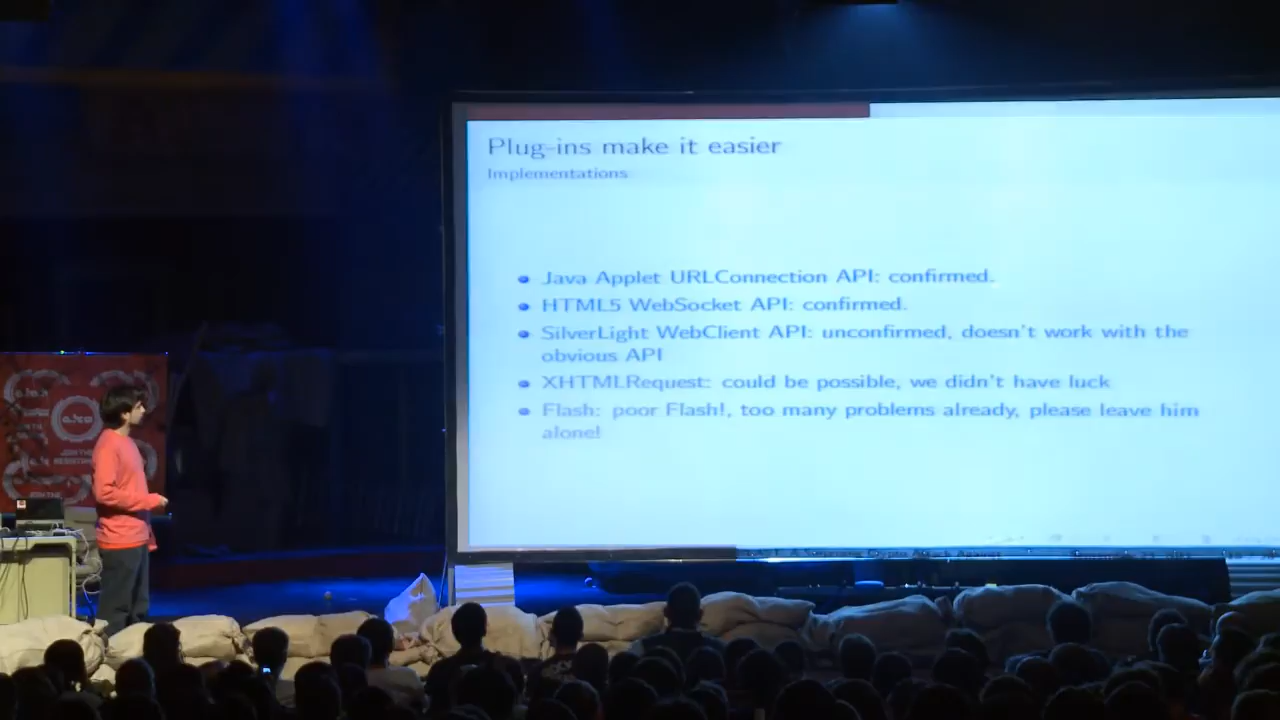 Plug-ins make it easier
Implementations
Java Applet URLConnection API: confirmed.
HTML5 WebSocket API: confirmed.
SilverLight WebClient API: unconfirmed, doesn't work with the
obvious API
XHTMLRequest: could be possible, we didn't have luck
Flash: poor Flash!, too many problems already, please leave him
alone!
JOIN THE